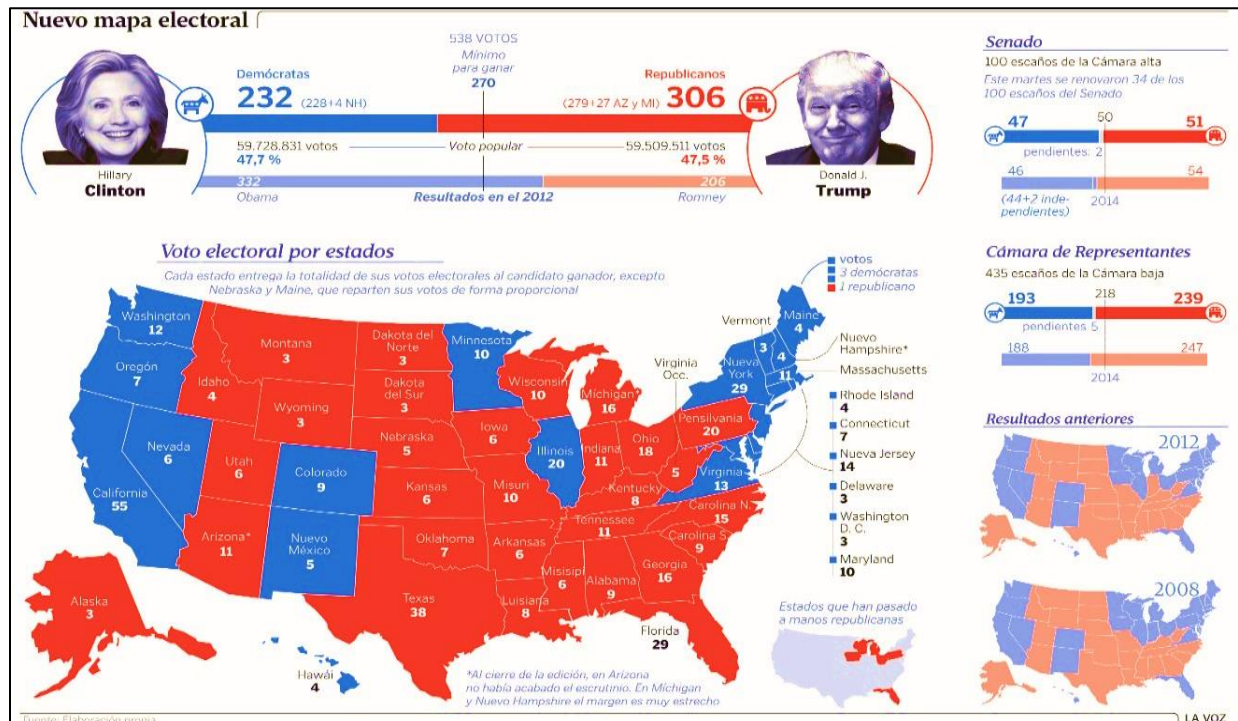 Nuevo mapa electoral
538 VOTOS
Mínimo
para ganar
270
Demócratas
232 (228+4 NH)
Republicanos
(279+27 AZ y MI) 306
59.728.831 votos
47,7 %
Voto popular
59.509.511 votos
47,5 %
332
Obama
Resultados en el 2012
206
Romney
Hillary
Clinton
Donald J.
Trump
Senado
100 escaños de la Cámara alta
Este martes se renovaron 34 de los
100 escaños del Senado
47
50
51
pendientes: 2
46
54
(44+2 inde-
pendientes)
2014
Cámara de Representantes
435 escaños de la Cámara baja
193
218
239
pendientes 5
188
247
2014
Resultados anteriores
2012
2008
Voto electoral por estados
Cada estado entrega la totalidad de sus votos electorales al candidato ganador, excepto
Nebraska y Maine, que reparten sus votos de forma proporcional
votos
3 demócratas
1 republicano
Washington
12
Oregón
7
California
55
Nevada
6
Idaho
4
Montana
3
Wyoming
3
Utah
6
Colorado
9
Arizona*
11
Nuevo
México
5
Dakota del
Norte
3
Dakota
del Sur
3
Nebraska
5
Kansas
6
Oklahoma
7
Texas
38
Minnesota
10
Iowa
6
Misuri
10
Arkansas
6
Luisiana
8
Wisconsin
10
Illinois
20
Michigan*
16
Indiana
11
Ohio
18
Kentucky
8
Tennessee
11
Misisipi
6
Alabama
9
Georgia
16
Florida
29
Carolina S.
9
Carolina N.
15
Virginia
13
Virginia
Occ.
5
Pensilvania
20
Nueva
York
29
Vermont
3
Maine
4
Nuevo
Hampshire*
4
Massachusetts
11
Rhode Island
4
Connecticut
7
Nueva Jersey
14
Delaware
3
Washington
D. C.
3
Maryland
10
Alaska
3
Hawái
4
*Al cierre de la edición, en Arizona
no había acabado el escrutinio. En Míchigan
y Nuevo Hampshire el margen es muy estrecho
Estados que han pasado
a manos republicanas
Fuente: Elaboración propia
LA VOZ